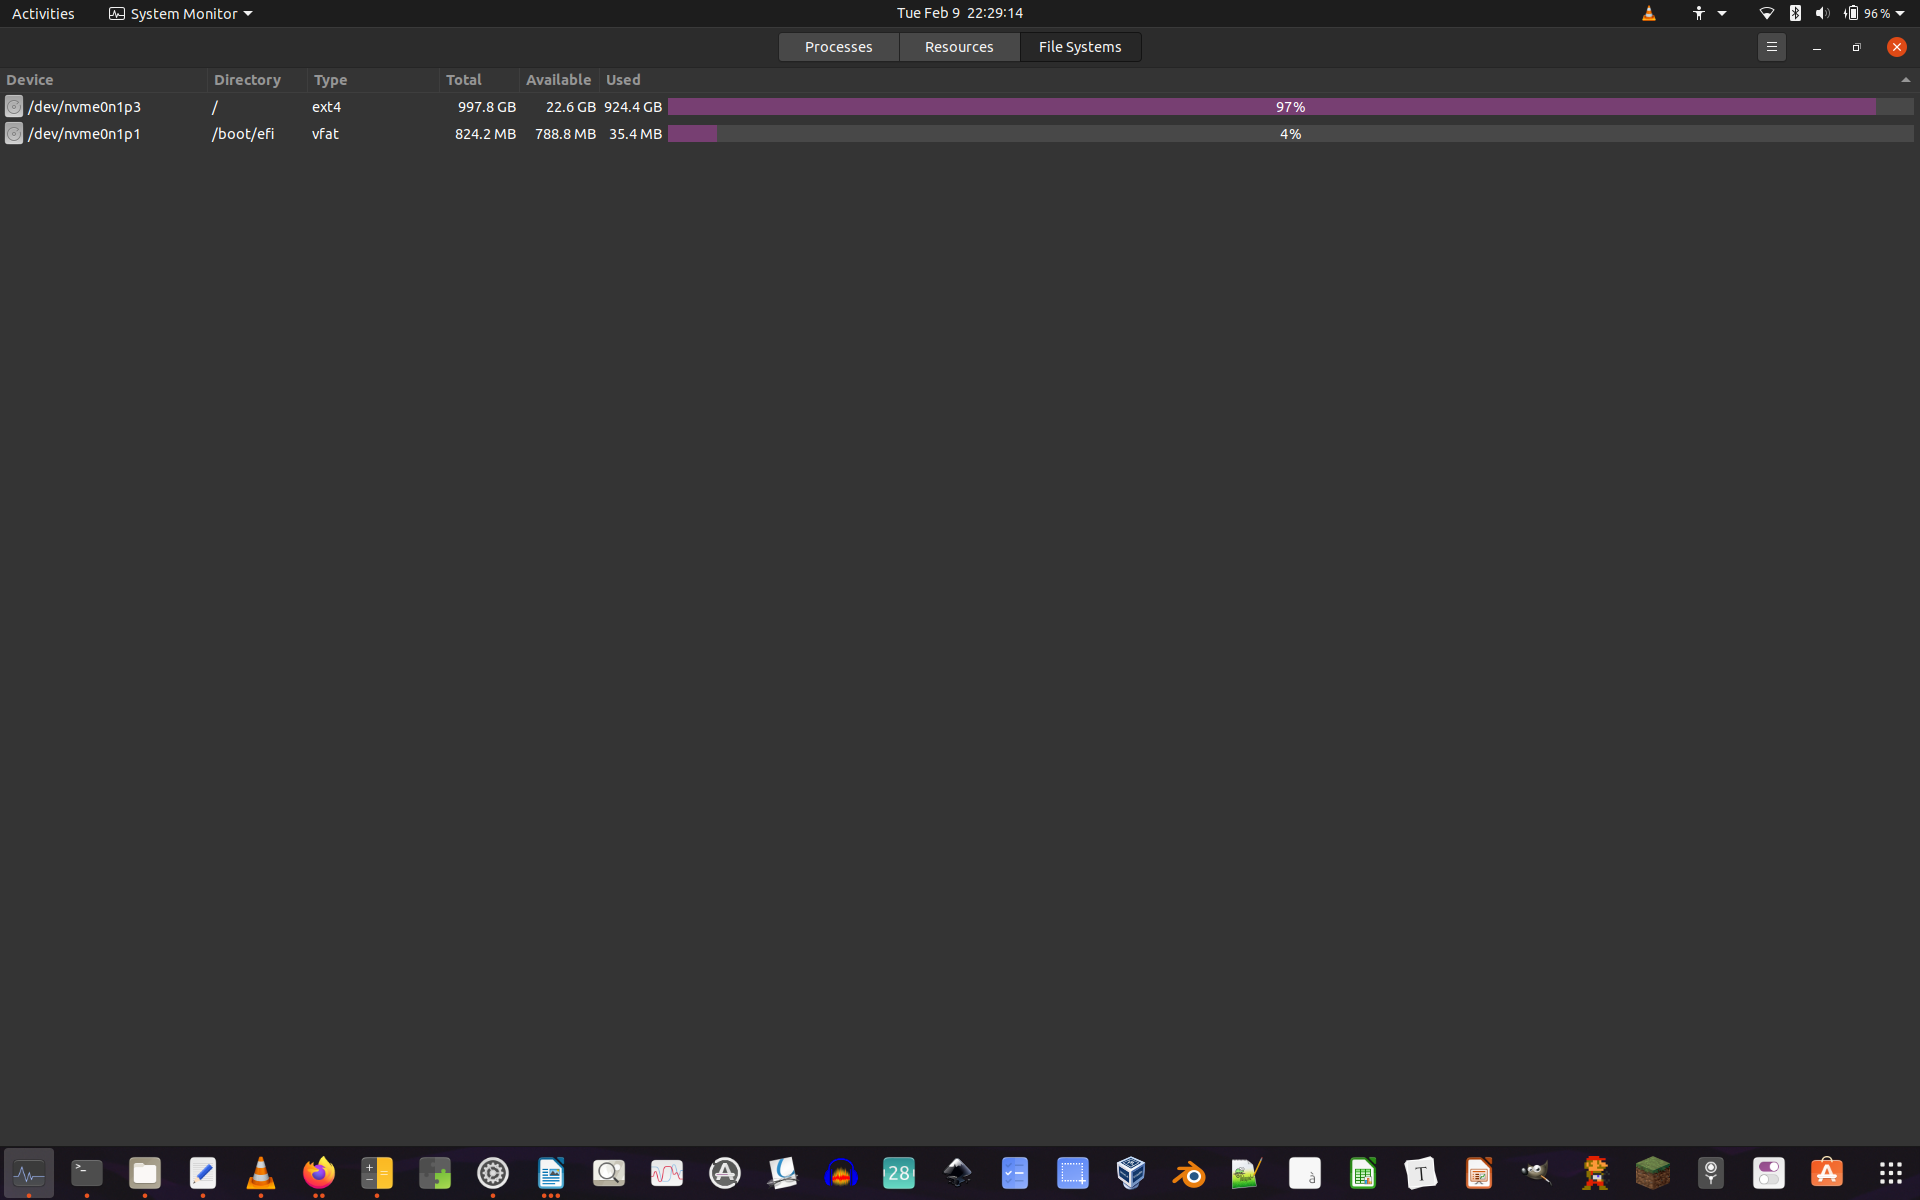 Activities System Monitor Tue Feb 9 22:29:14 96 %
Processes Resources File Systems
Device Directory Type Total Available Used
/dev/nvme0n1p3 / ext4 997.8 GB 22.6 GB 924.4 GB 97%
/dev/nvme0n1p1 /boot/efi vfat 824.2 MB 788.8 MB 35.4 MB 4%
>_ 28 à T